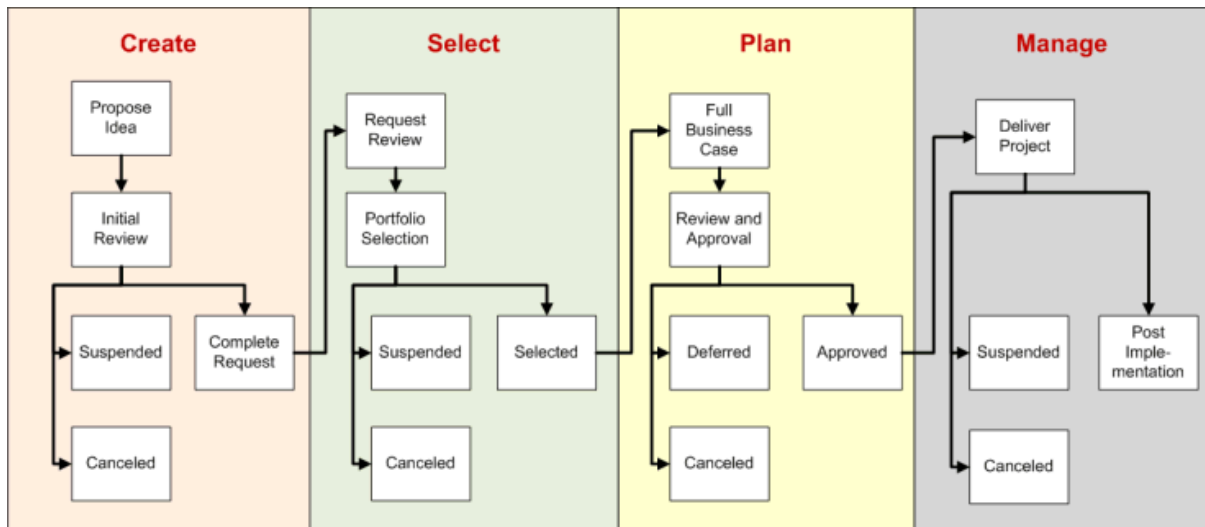 Create
Propose
Idea
Initial
Review
Suspended
Complete
Request
Canceled
Select
Request
Review
Portfolio
Selection
Suspended
Selected
Canceled
Plan
Full
Business
Case
Review and
Approval
Deferred
Approved
Canceled
Manage
Deliver
Project
Suspended
Post
Imple-
mentation
Canceled